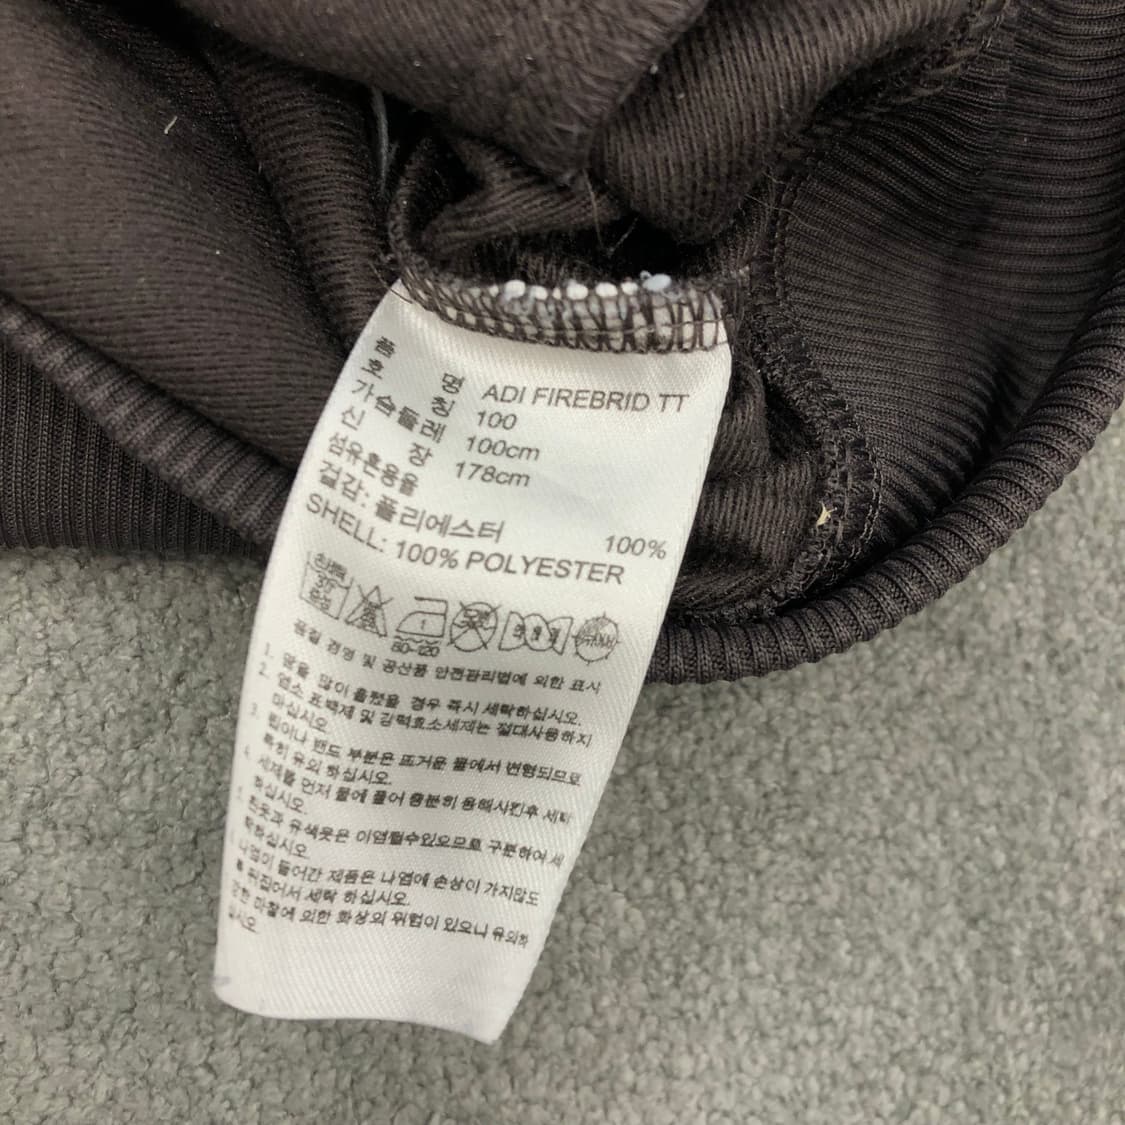 품 명 ADI FIREBRID TT
호 칭 100
가슴둘레 100cm
신 장 178cm
섬유혼용율
겉감: 폴리에스터 100%
SHELL: 100% POLYESTER
80-120
품질 경영 및 공산품 안전관리법에 의한 표시
1. 땀을 많이 흘렸을 경우 즉시 세탁하십시오.
2. 염소 표백제 및 강력효소세제는 절대사용하지
마십시오.
3. 핍이나 밴드 부분은 뜨거운 물에서 변형되므로
특히 유의 하십시오.
4. 세제를 먼저 물에 풀어 충분히 용해시킨후 세탁
하십시오.
흰옷과 유색옷은 이염될수있으므로 구분하여 세
탁하십시오
나염이 들어간 제품은 나염에 손상이 가지않도
록 뒤집어서 세탁 하십시오.
강한 마찰에 의한 화상의 위험이 있으니 유의하
십시오